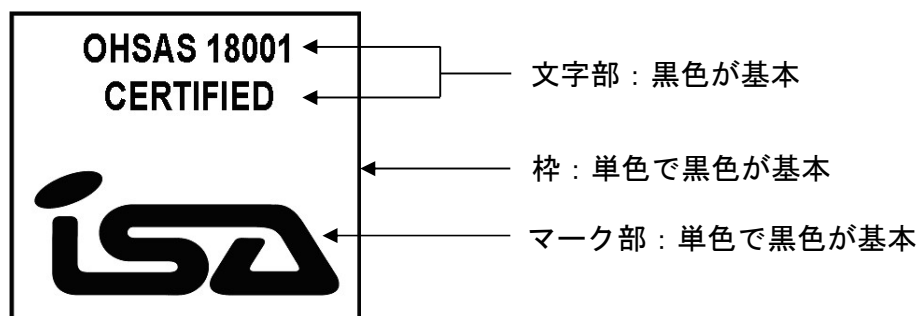 OHSAS 18001
CERTIFIED
isa
文字部：黒色が基本
枠：単色で黒色が基本
マーク部：単色で黒色が基本